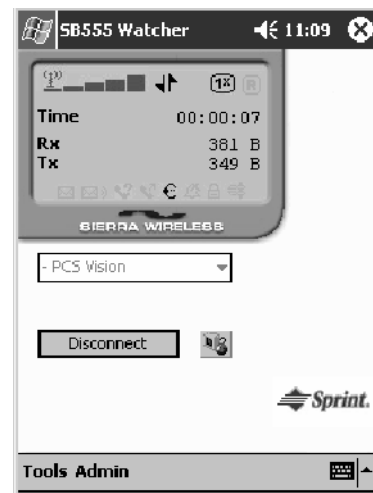 SB555 Watcher 11:09
1X R
Time 00:00:07
Rx 381 B
Tx 349 B
SIERRA WIRELESS
- PCS Vision
Disconnect
Sprint.
Tools Admin